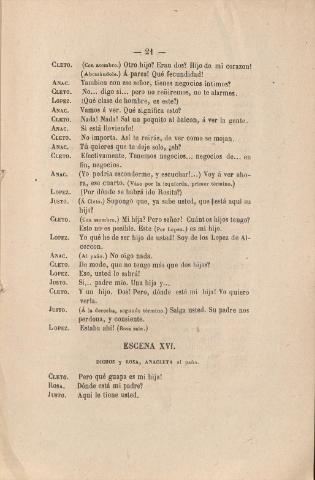 — 21 —
CLETO. (Con asombro.) Otro hijo? Eran dos? Hijo de mi corazon!
(Abrazándole.) Á pares! Qué fecundidad!
ANAC. Tambien con ese señor, tienes negocios íntimos?
CLETO. No... digo sí... pero no reñiremos, no te alarmes.
LOPEZ. ¡Qué clase de hombre, es este?)
ANAC. Vamos á ver. Qué significa esto?
CLETO. Nada! Nada! Sal un poquito al balcon, á ver la gente.
ANAC. Si está lloviendo!
CLETO. No importa. Así te reirás, de ver como se mojan.
ANAC. Tú quieres que te deje solo, ¿eh?
CLETO. Efectivamente. Tenemos negocios... negocios de... en
fin, negocios.
ANAC. (Yo podria esconderme, y escuchar!...) Voy á ver aho-
ra, ese cuarto. (Váse por la izquierda, primer término.)
LOPEZ. (Por dónde se habrá ido Rosita?)
JUSTO. (Á Cleto.) Supongo que, ya sabe usted, que ¡está aquí su
hija?
CLETO. (Con asombro.) Mi hija? Pero señor! Cuántos hijos tengo?
Esto no es posible. Este (Por Lopez.) es mi hijo.
LOPEZ. Yo qué he de ser hijo de usted! Soy de los Lopez de Al-
corcon.
ANAC. (Al paño.) No oigo nada.
CLETO. De modo, que no tengo más que dos hijos?
LOPEZ. Eso, usted lo sabrá!
JUSTO. Sí,.. padre mio. Una hija y...
CLETO. Y un hijo. Dos! Pero, dónde está mi hija! Yo quiero
verla.
JUSTO. (Á la derecha, segundo término.) Salga usted. Su padre nos
perdona, y consiente.
LOPEZ. Estaba ahí! (Rosa sale.)
ESCENA XVI.
DICHOS y ROSA, ANACLETA al paño.
CLETO. Pero qué guapa es mi hija!
ROSA. Dónde está mi padre?
JUSTO. Aquí le tiene usted.